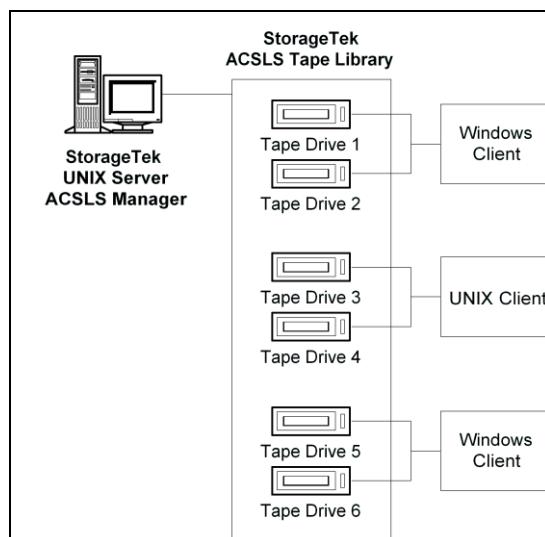 StorageTek
ACSLS Tape Library
StorageTek
UNIX Server
ACSLS Manager
Tape Drive 1
Tape Drive 2
Windows
Client
Tape Drive 3
Tape Drive 4
UNIX Client
Tape Drive 5
Tape Drive 6
Windows
Client